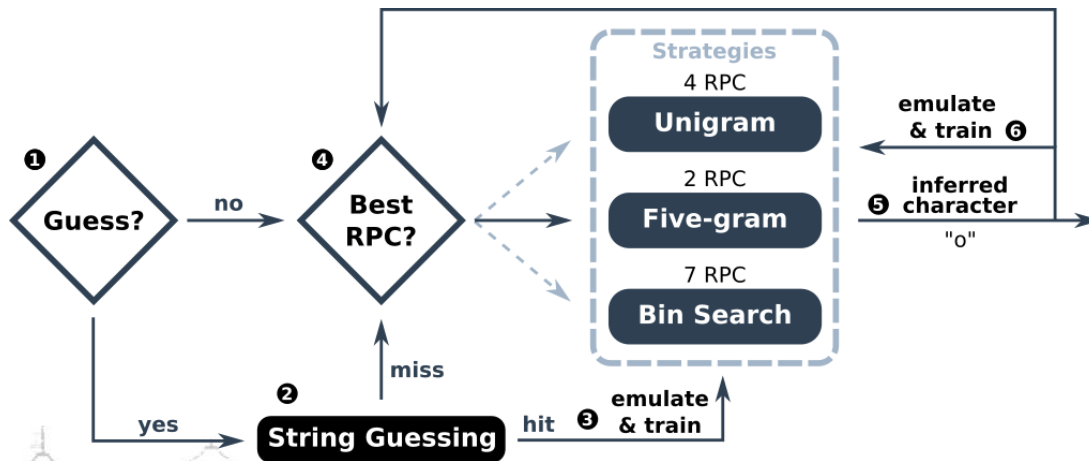 Strategies
4 RPC
Unigram
emulate
& train ❻
❶
❹
Guess?
no
Best
RPC?
2 RPC
Five-gram
❺ inferred
character
"o"
7 RPC
Bin Search
miss
❷
yes
String Guessing
hit
❸ emulate
& train